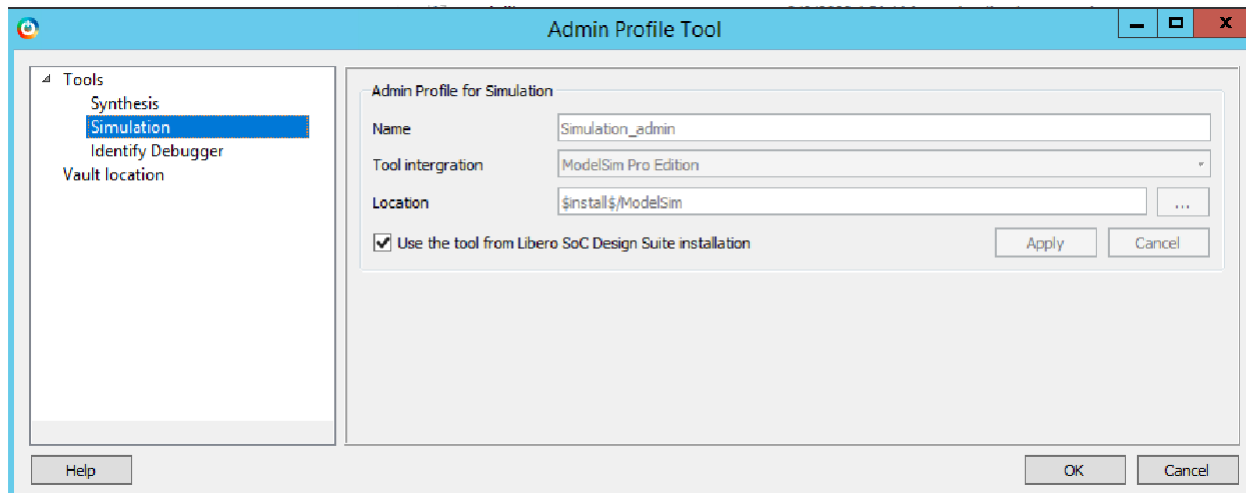 Admin Profile Tool
Tools
Synthesis
Simulation
Identify Debugger
Vault location
Admin Profile for Simulation
Name Simulation_admin
Tool intergration ModelSim Pro Edition
Location $install$/ModelSim ...
Use the tool from Libero SoC Design Suite installation Apply Cancel
Help OK Cancel